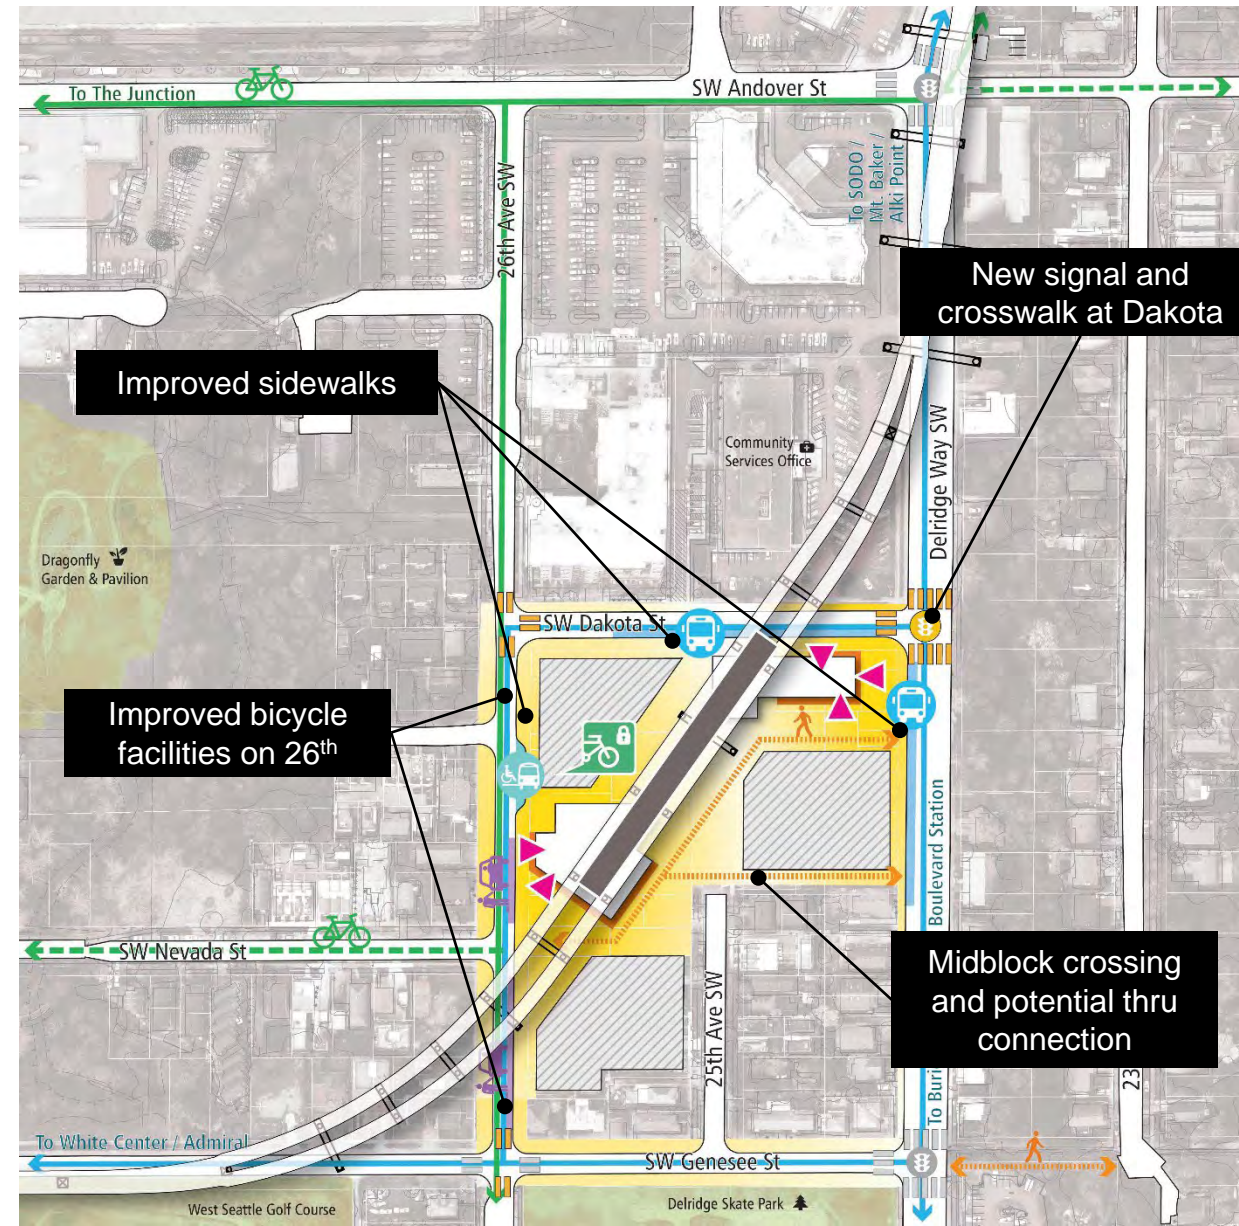 To The Junction
SW Andover St
26th Ave SW
To SODO /
Mt. Baker /
Alki Point
New signal and
crosswalk at Dakota
Improved sidewalks
Community
Services Office
Delridge Way SW
Dragonfly
Garden & Pavilion
SW Dakota St
Improved bicycle
facilities on 26th
Boulevard Station
SW Nevada St
Midblock crossing
and potential thru
connection
25th Ave SW
To Buri
23
To White Center / Admiral
SW Genesee St
West Seattle Golf Course
Delridge Skate Park